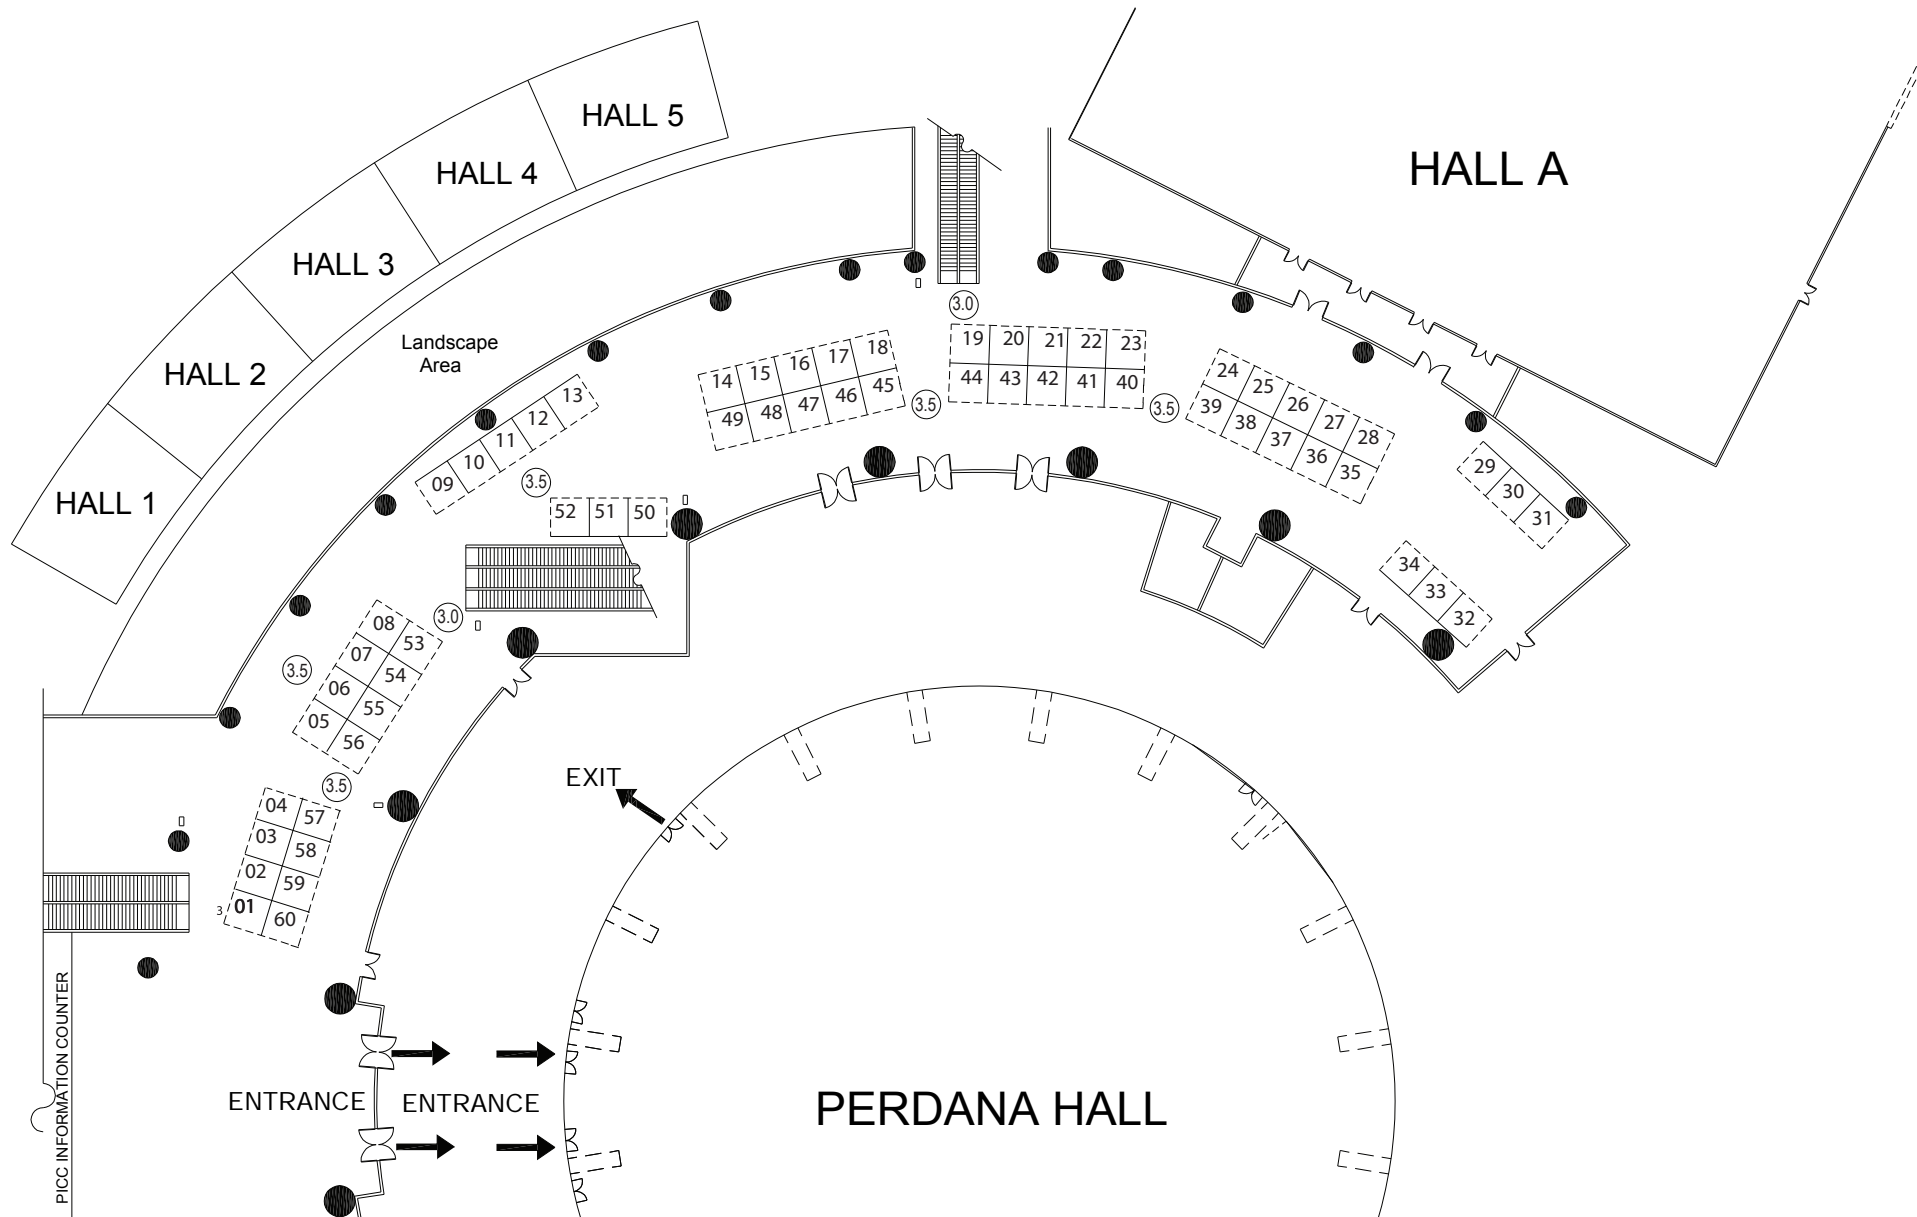 HALL 5
HALL 4
HALL 3
HALL 2
HALL 1
HALL A
Landscape
Area
3.0
19 20 21 22 23
44 43 42 41 40
14 15 16 17 18
49 48 47 46 45
3.5
3.5
24 25 26 27 28
39 38 37 36 35
09 10 11 12 13
3.5
52 51 50
29 30 31
34 33 32
3.0
3.5
08 53
07 54
06 55
05 56
3.5
04 57
03 58
02 59
01 60
3
EXIT
PICC INFORMATION COUNTER
ENTRANCE ENTRANCE
PERDANA HALL